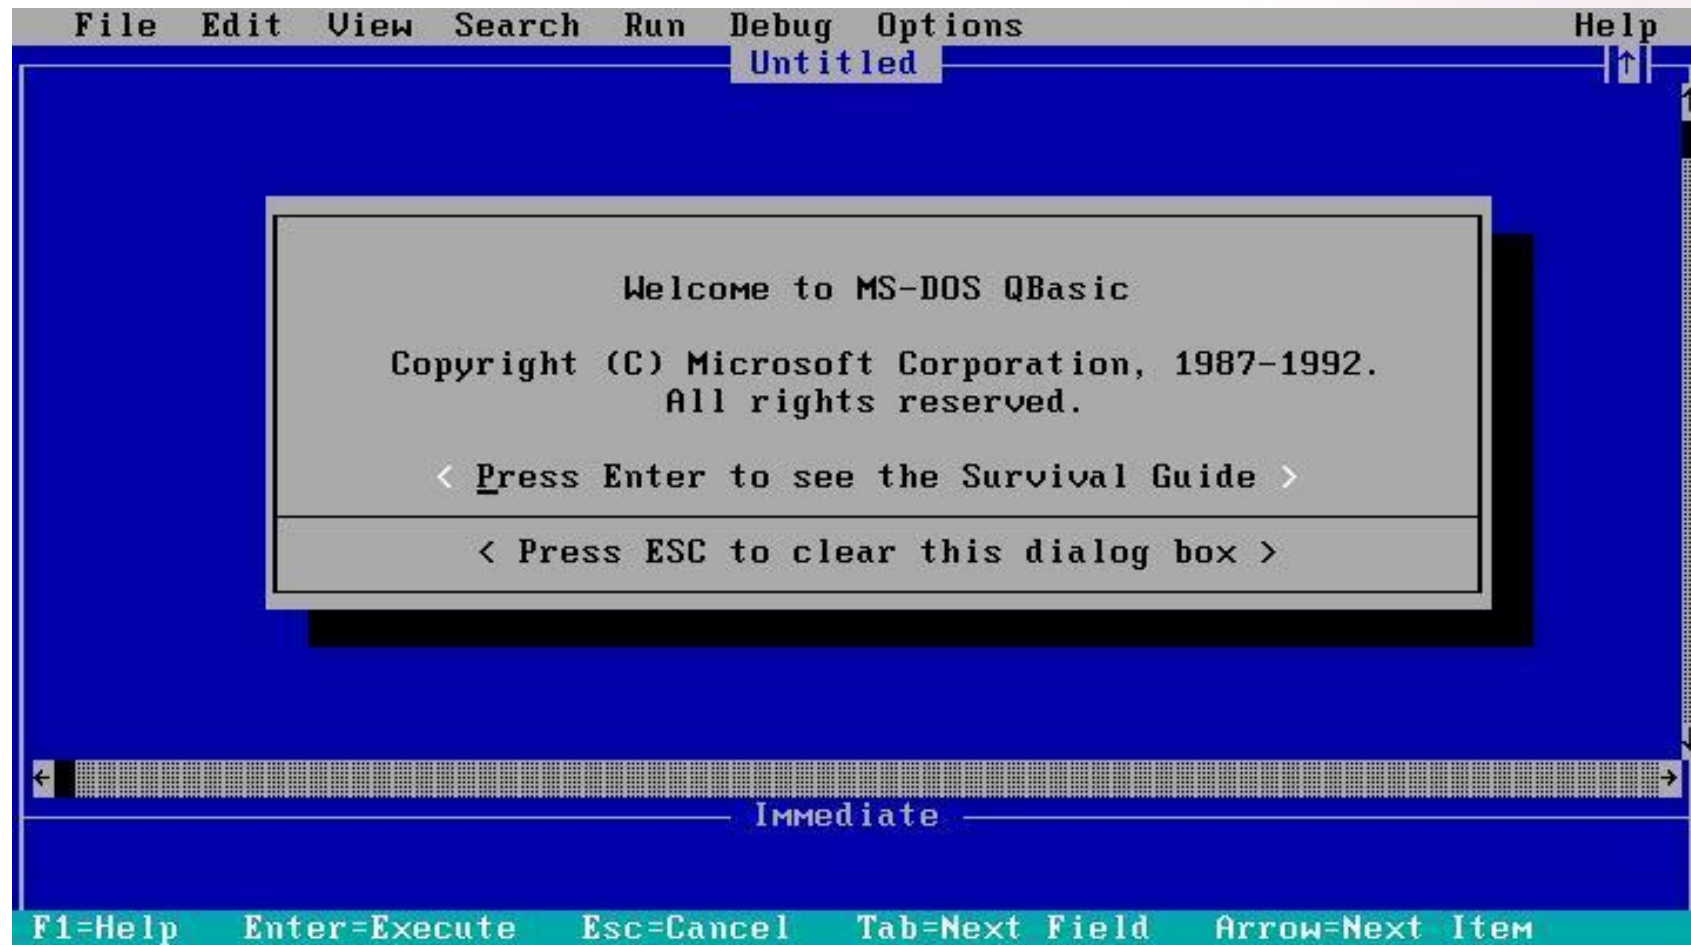 File Edit View Search Run Debug Options Help
Untitled
Welcome to MS-DOS QBasic
Copyright (C) Microsoft Corporation, 1987-1992.
All rights reserved.
< Press Enter to see the Survival Guide >
< Press ESC to clear this dialog box >
Immediate
F1=Help Enter=Execute Esc=Cancel Tab=Next Field Arrow=Next Item